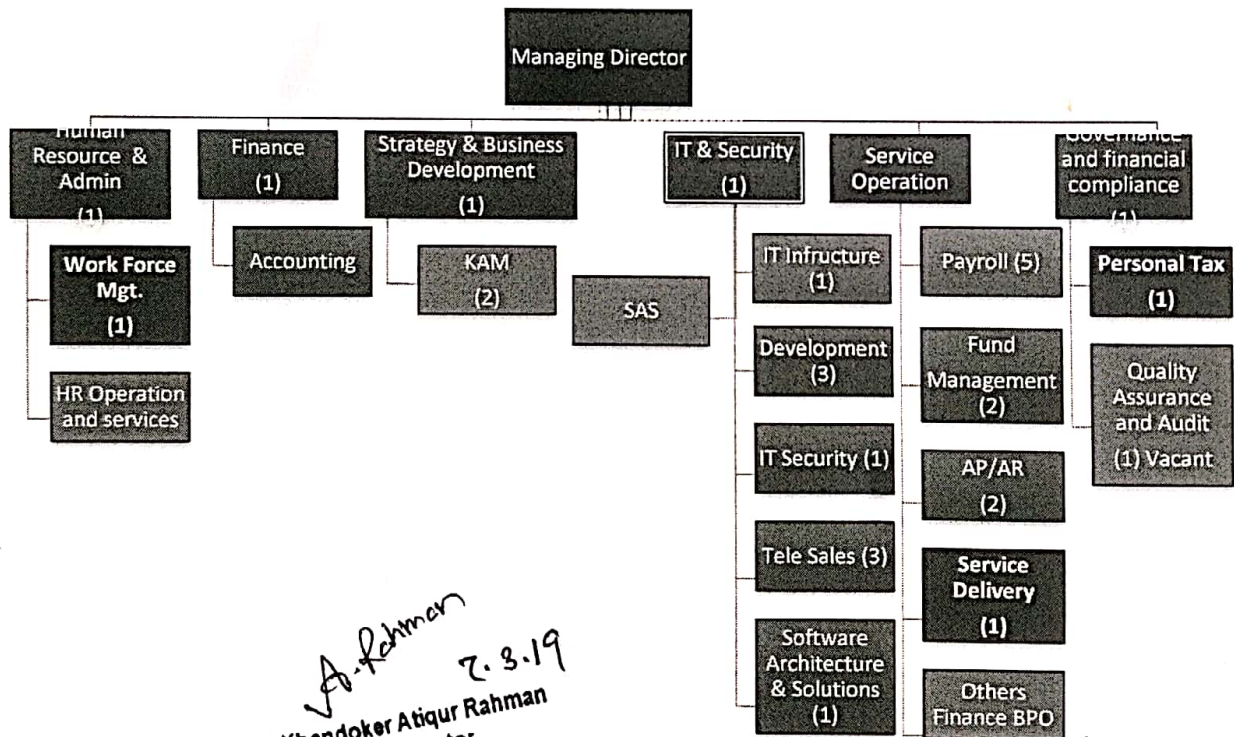 Managing Director
Human
Resource &
Admin
(1)
Finance
(1)
Strategy & Business
Development
(1)
IT & Security
(1)
Service
Operation
Governance
and financial
compliance
(1)
Work Force
Mgt.
(1)
HR Operation
and services
Accounting
KAM
(2)
SAS
IT Infructure
(1)
Development
(3)
IT Security (1)
Tele Sales (3)
Software
Architecture
& Solutions
(1)
Payroll (5)
Fund
Management
(2)
AP/AR
(2)
Service
Delivery
(1)
Others
Finance BPO
Personal Tax
(1)
Quality
Assurance
and Audit
(1) Vacant
A. Rahman
7.3.19
Khandoker Atiqur Rahman